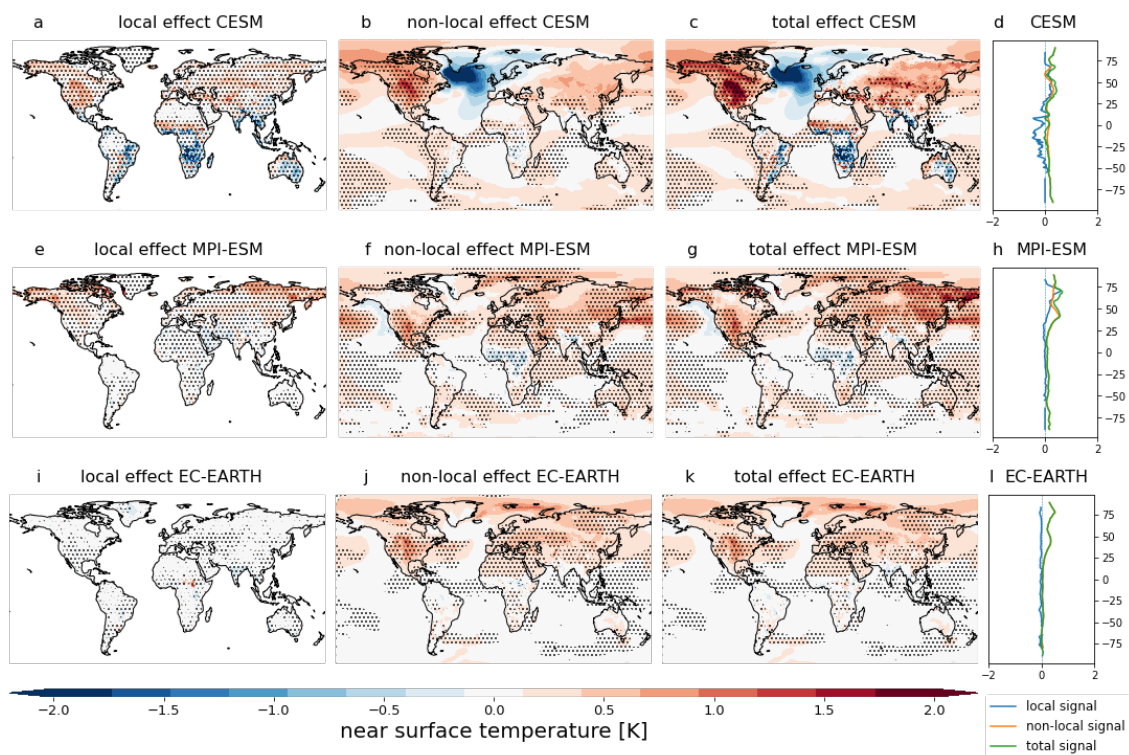 a local effect CESM b non-local effect CESM c total effect CESM d CESM
75
50
25
0
−25
−50
−75
−2 0 2
e local effect MPI-ESM f non-local effect MPI-ESM g total effect MPI-ESM h MPI-ESM
75
50
25
0
−25
−50
−75
−2 0 2
i local effect EC-EARTH j non-local effect EC-EARTH k total effect EC-EARTH l EC-EARTH
75
50
25
0
−25
−50
−75
−2 0 2
−2.0 −1.5 −1.0 −0.5 0.0 0.5 1.0 1.5 2.0
near surface temperature [K]
local signal
non-local signal
total signal